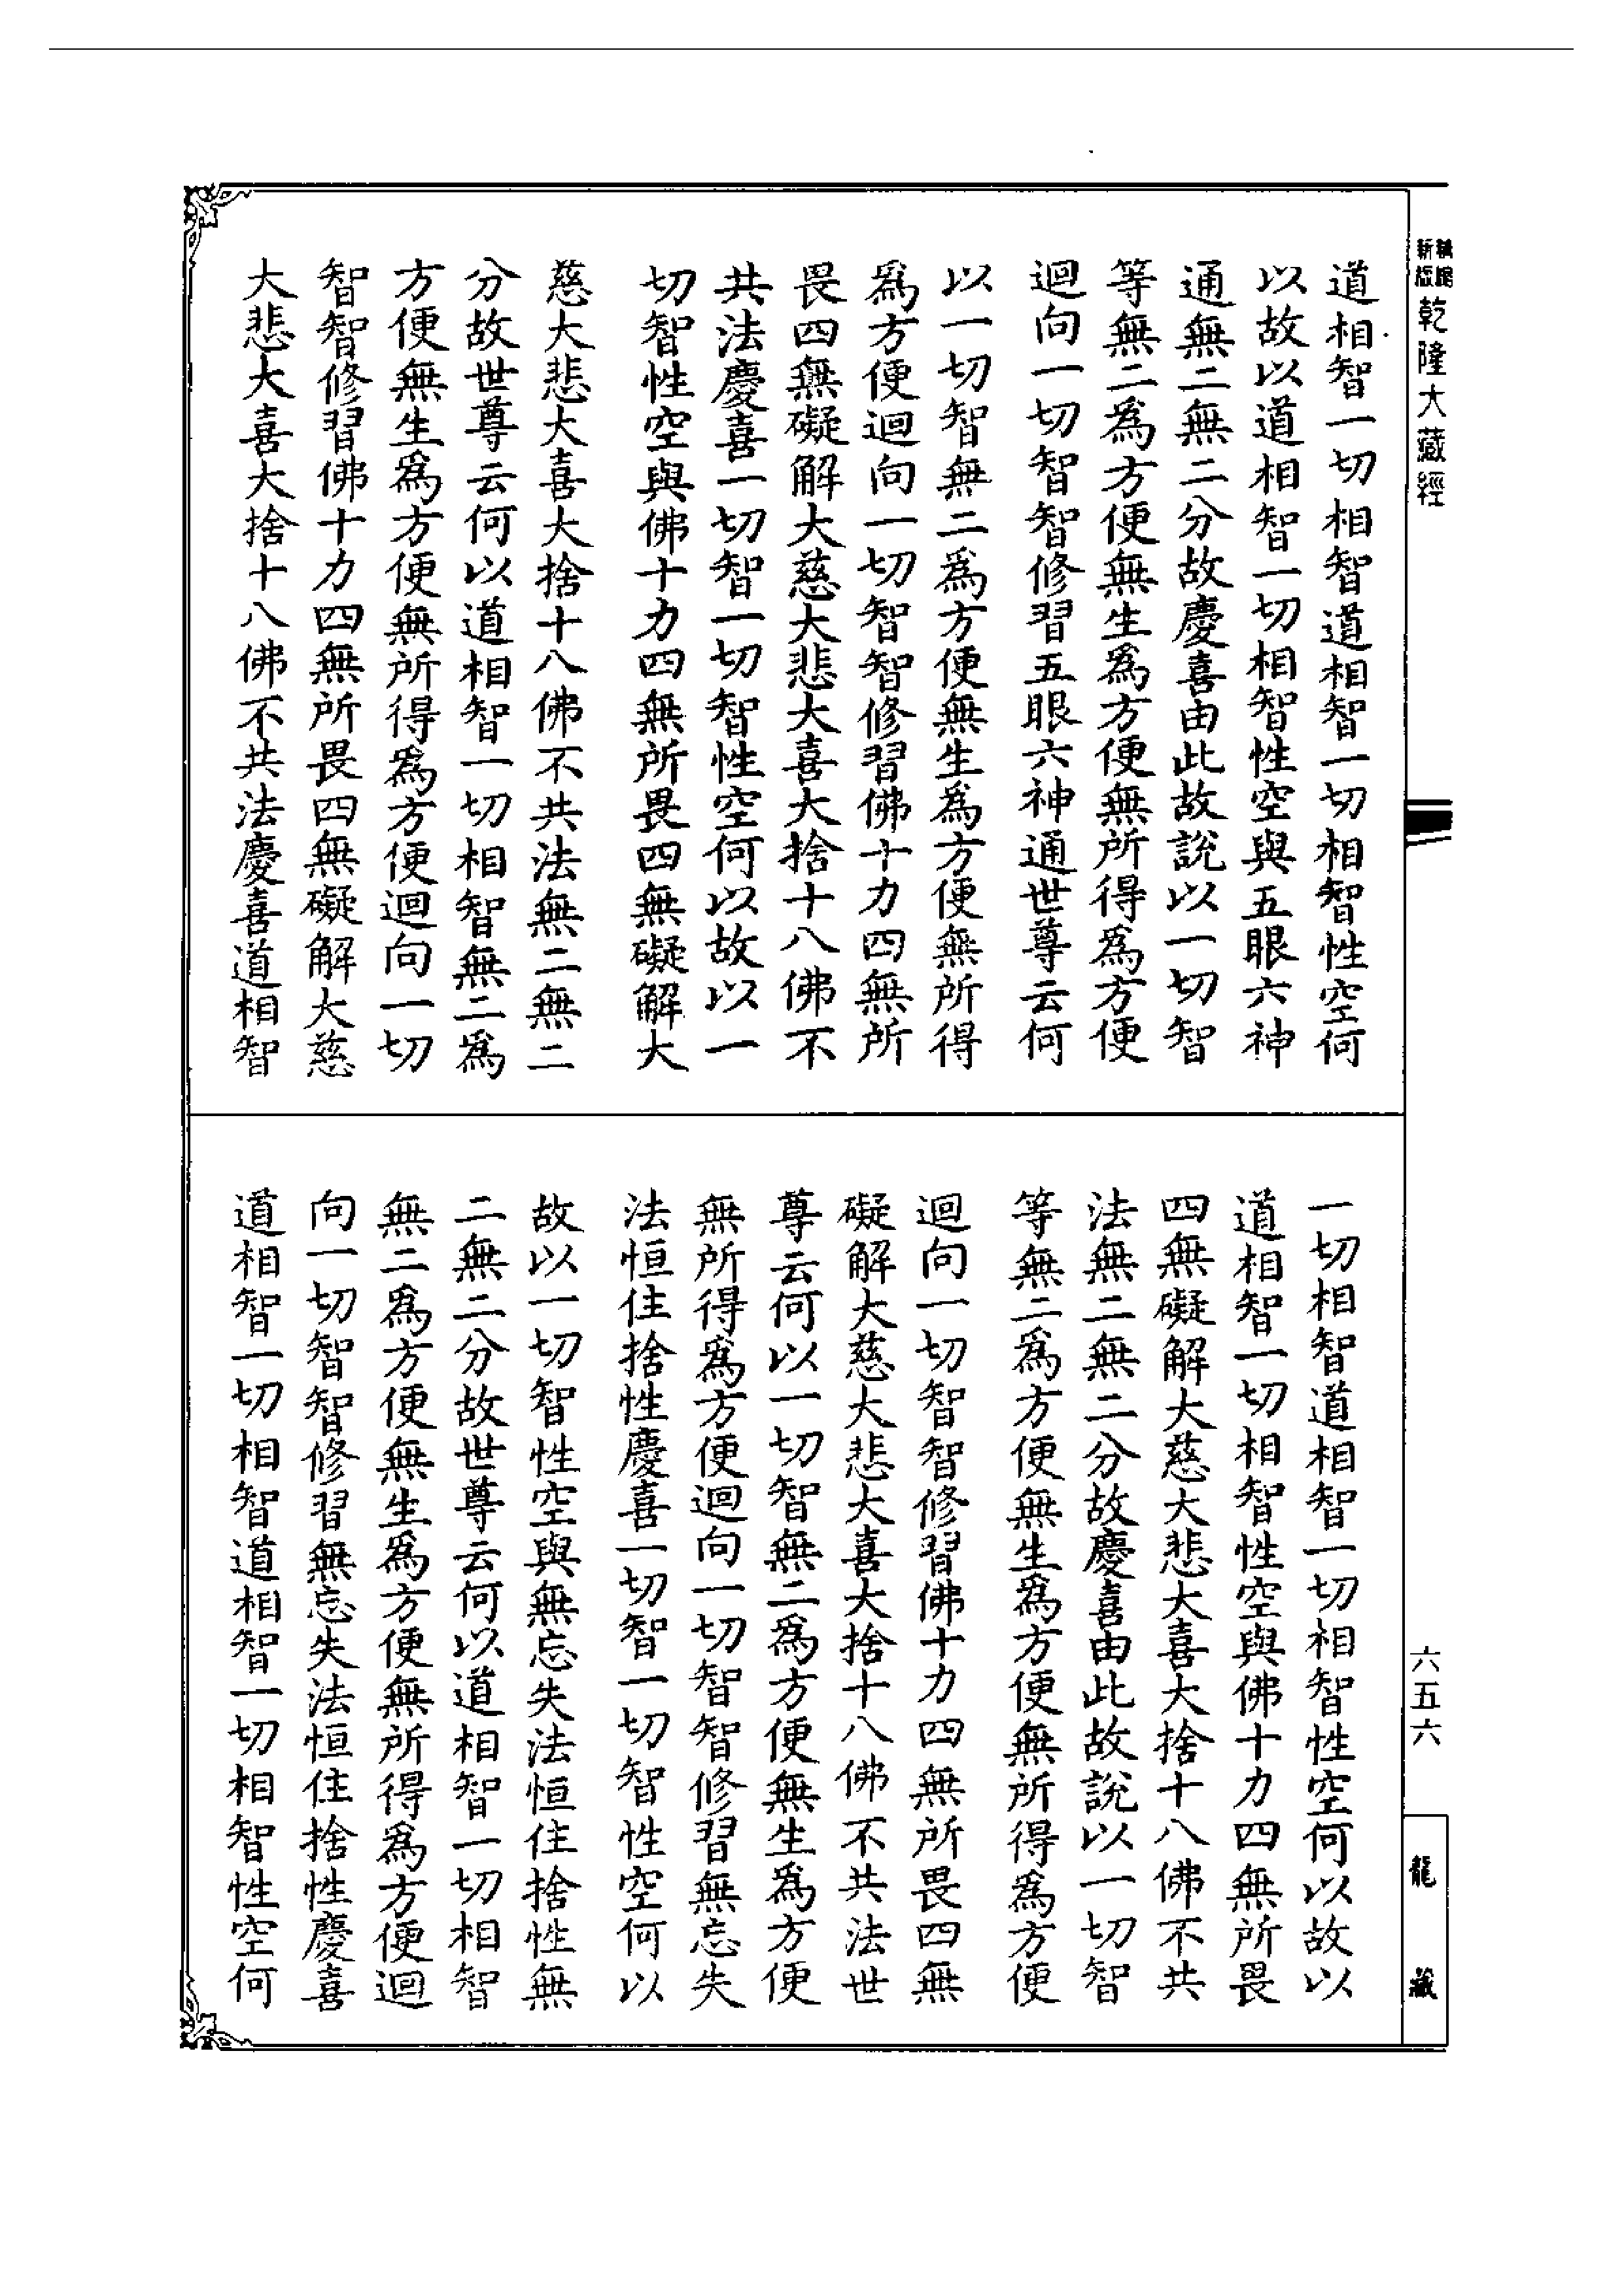 道相智一切相智道相智一切相智性空何
以故以道相智一切相智性空與五眼六神
通無二無二分故慶喜由此故說以一切智
等無二爲方便無生爲方便無所得爲方便
迴向一切智智修習五眼六神通世尊云何
以一切智無二爲方便無生爲方便無所得
爲方便迴向一切智智修習佛十力四無所
畏四無礙解大慈大悲大喜大捨十八佛不
共法慶喜一切智一切智性空何以故以一
切智性空與佛十力四無所畏四無礙解大
慈大悲大喜大捨十八佛不共法無二無二
分故世尊云何以道相智一切相智無二爲
方便無生爲方便無所得爲方便迴向一切
智智修習佛十力四無所畏四無礙解大慈
大悲大喜大捨十八佛不共法慶喜道相智
一切相智道相智一切相智性空何以故以
道相智一切相智性空與佛十力四無所畏
四無礙解大慈大悲大喜大捨十八佛不共
法無二無二分故慶喜由此故說以一切智
等無二爲方便無生爲方便無所得爲方便
迴向一切智智修習佛十力四無所畏四無
礙解大慈大悲大喜大捨十八佛不共法世
尊云何以一切智無二爲方便無生爲方便
無所得爲方便迴向一切智智修習無忘失
法恒住捨性慶喜一切智一切智性空何以
故以一切智性空與無忘失法恒住捨性無
二無二分故世尊云何以道相智一切相智
無二爲方便無生爲方便無所得爲方便迴
向一切智智修習無忘失法恒住捨性慶喜
道相智一切相智道相智一切相智性空何
新版
乾隆大藏經
六五六
龍藏